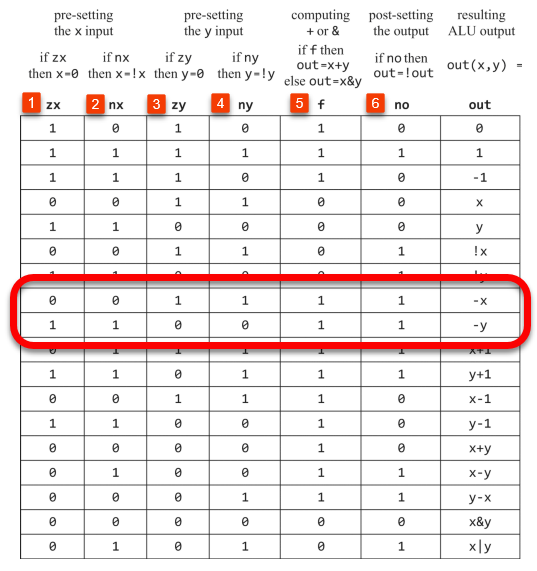 pre-setting
the x input
pre-setting
the y input
computing
+ or &
post-setting
the output
resulting
ALU output
if zx
then x=0
if nx
then x=!x
if zy
then y=0
if ny
then y=!y
if f then
out=x+y
else out=x&y
if no then
out=!out
out(x,y) =
1 zx 2 nx 3 zy 4 ny 5 f 6 no out
1 0 1 0 1 0 0
1 1 1 1 1 1 1
1 1 1 0 1 0 -1
0 0 1 1 0 0 x
1 1 0 0 0 0 y
0 0 1 1 0 1 !x
1 1 0 0 0 1 !y
0 0 1 1 1 1 -x
1 1 0 0 1 1 -y
0 1 1 1 1 1 x+1
1 1 0 1 1 1 y+1
0 0 1 1 1 0 x-1
1 1 0 0 1 0 y-1
0 0 0 0 1 0 x+y
0 1 0 0 1 1 x-y
0 0 0 1 1 1 y-x
0 0 0 0 0 0 x&y
0 1 0 1 0 1 x|y